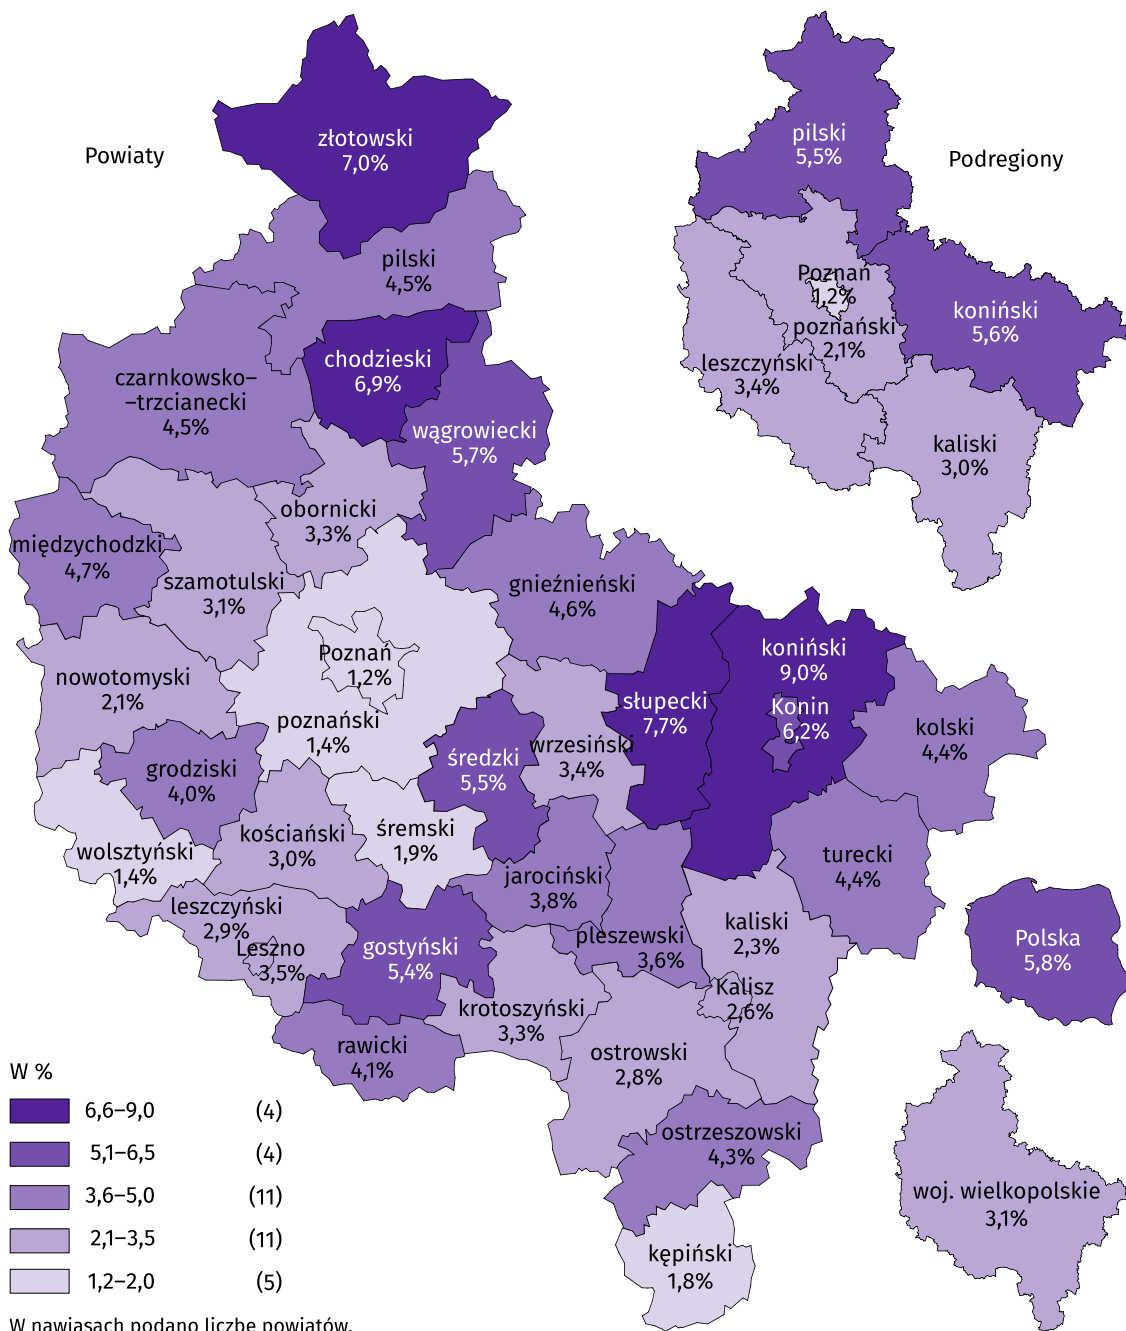 Powiaty
złotowski
7,0%
pilski
4,5%
chodzieski
6,9%
czarnkowsko–
–trzcianecki
4,5%
wągrowiecki
5,7%
obornicki
3,3%
międzychodzki
4,7%
szamotulski
3,1%
gnieźnieński
4,6%
Poznań
1,2%
poznański
1,4%
nowotomyski
2,1%
koniński
9,0%
Konin
6,2%
słupecki
7,7%
kolski
4,4%
wrzesiński
3,4%
średzki
5,5%
grodziski
4,0%
kościański
3,0%
śremski
1,9%
wolsztyński
1,4%
turecki
4,4%
jarociński
3,8%
leszczyński
2,9%
Leszno
3,5%
gostyński
5,4%
pleszewski
3,6%
kaliski
2,3%
Kalisz
2,6%
krotoszyński
3,3%
rawicki
4,1%
ostrowski
2,8%
ostrzeszowski
4,3%
kępiński
1,8%
Podregiony
pilski
5,5%
Poznań
1,2%
poznański
2,1%
koniński
5,6%
leszczyński
3,4%
kaliski
3,0%
Polska
5,8%
woj. wielkopolskie
3,1%
W %
6,6–9,0 (4)
5,1–6,5 (4)
3,6–5,0 (11)
2,1–3,5 (11)
1,2–2,0 (5)
W nawiasach podano liczbę powiatów.